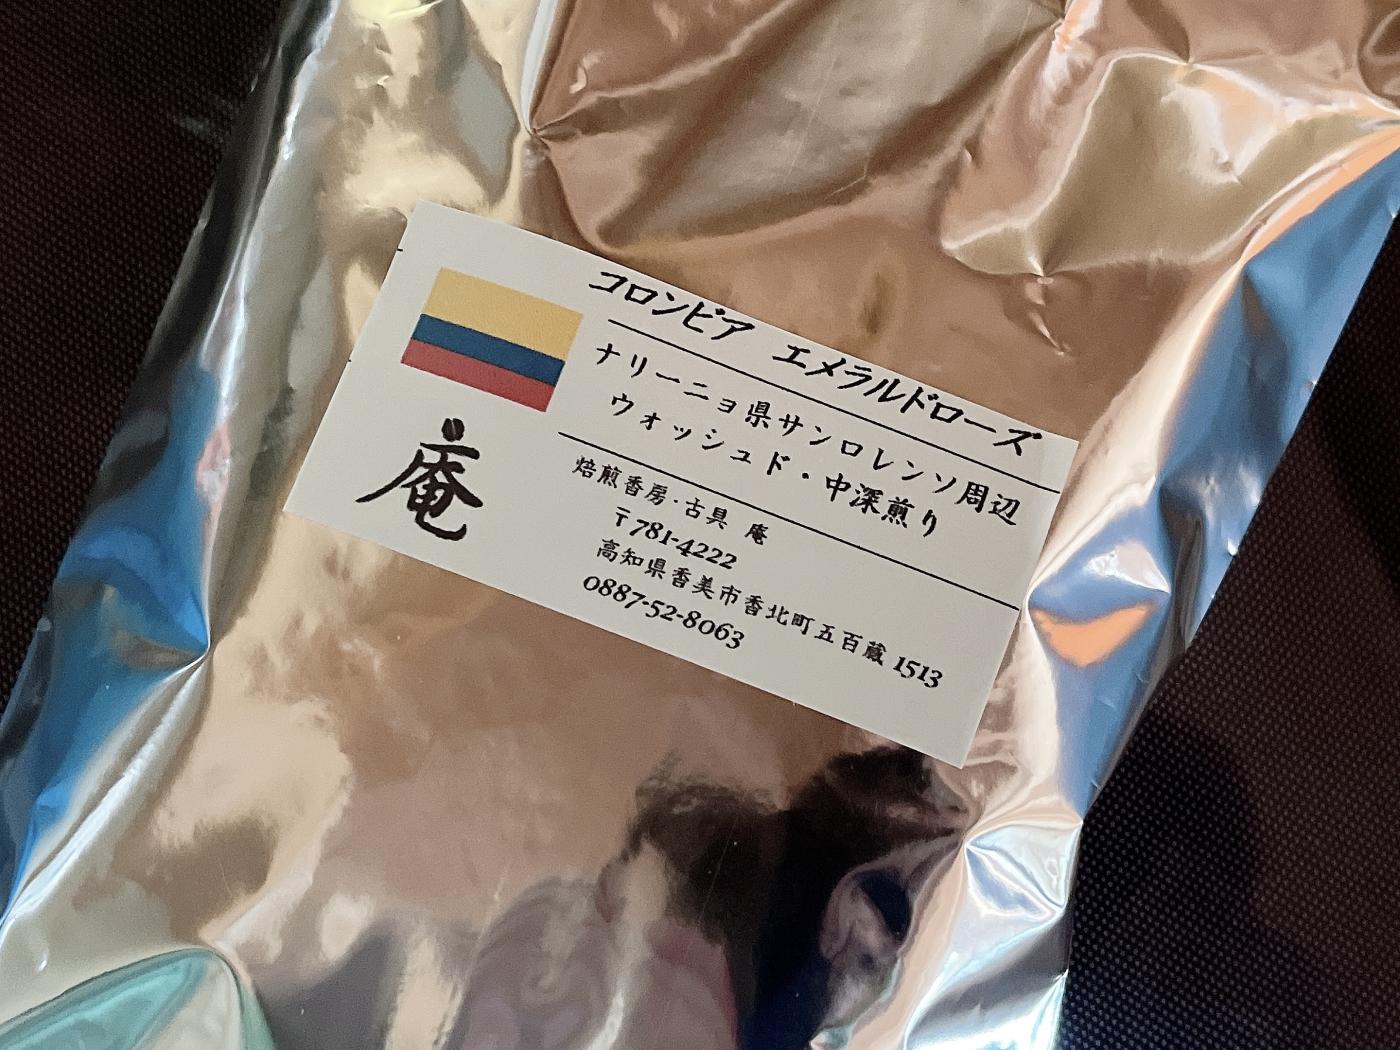 コロンビア エメラルドローズ
ナリーニョ県サンロレンソ周辺
ウォッシュド・中深煎り
庵
焙煎香房・古具 庵
〒781-4222
高知県香美市香北町五百蔵 1513
0887-52-8063